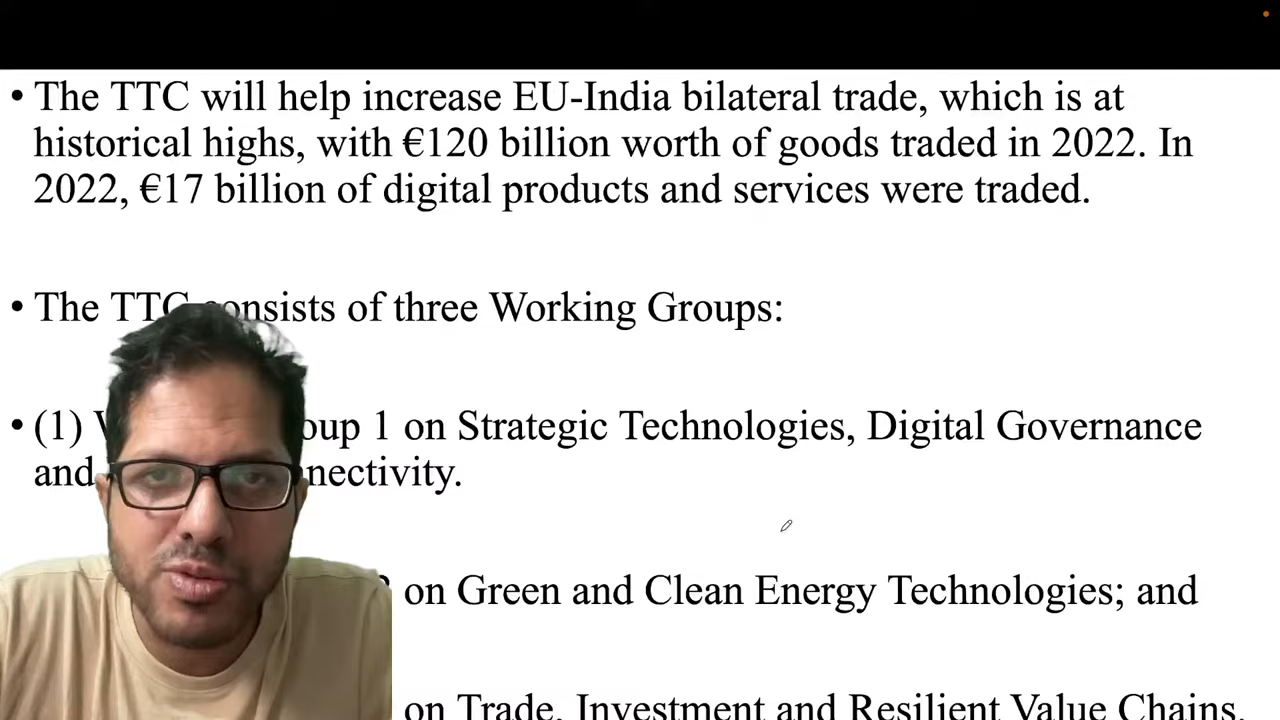 • The TTC will help increase EU-India bilateral trade, which is at
historical highs, with €120 billion worth of goods traded in 2022. In
2022, €17 billion of digital products and services were traded.
• The TTC consists of three Working Groups:
• (1) oup 1 on Strategic Technologies, Digital Governance
and nectivity.
on Green and Clean Energy Technologies; and
on Trade, Investment and Resilient Value Chains.